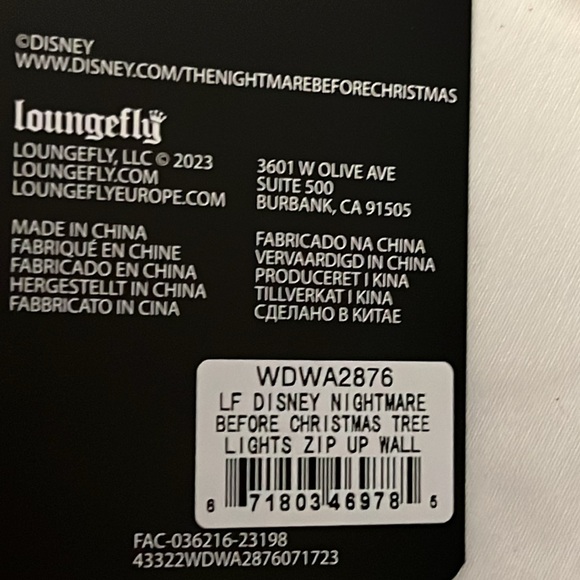 ©DISNEY
WWW.DISNEY.COM/THENIGHTMAREBEFORECHRISTMAS
loungefly
LOUNGEFLY, LLC © 2023
LOUNGEFLY.COM
LOUNGEFLYEUROPE.COM
3601 W OLIVE AVE
SUITE 500
BURBANK, CA 91505
MADE IN CHINA
FABRIQUÉ EN CHINE
FABRICADO EN CHINA
HERGESTELLT IN CHINA
FABBRICATO IN CINA
FABRICADO NA CHINA
VERVAARDIGD IN CHINA
PRODUCERET I KINA
TILLVERKAT I KINA
СДЕЛАНО В КИТАЕ
WDWA2876
LF DISNEY NIGHTMARE
BEFORE CHRISTMAS TREE
LIGHTS ZIP UP WALL
6 71803 46978 5
FAC-036216-23198
43322WDWA2876071723